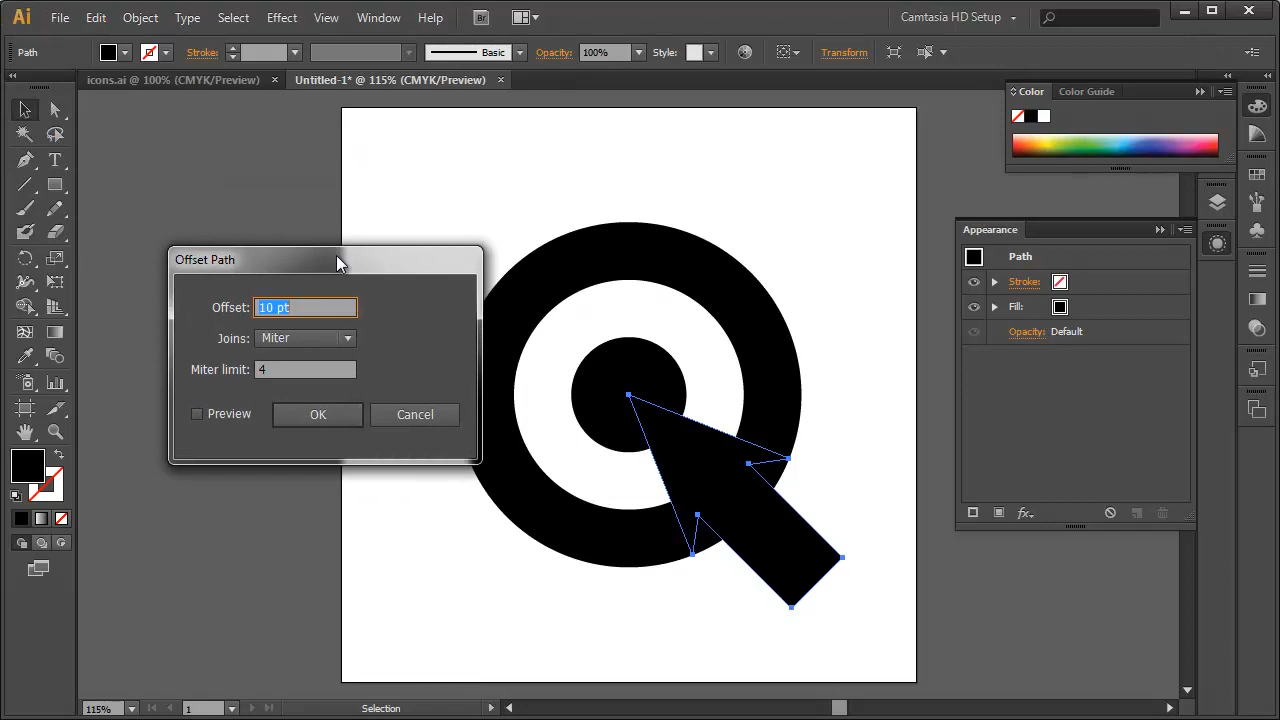 Ai File Edit Object Type Select Effect View Window Help Br Camtasia HD Setup
Path Stroke: Basic Opacity: 100% Style: Transform
icons.ai @ 100% (CMYK/Preview) × Untitled-1* @ 115% (CMYK/Preview) ×
Color Color Guide
Appearance
Path
Stroke:
Fill:
Opacity: Default
fx
Offset Path
Offset: 10 pt
Joins: Miter
Miter limit: 4
Preview OK Cancel
115% 1 Selection